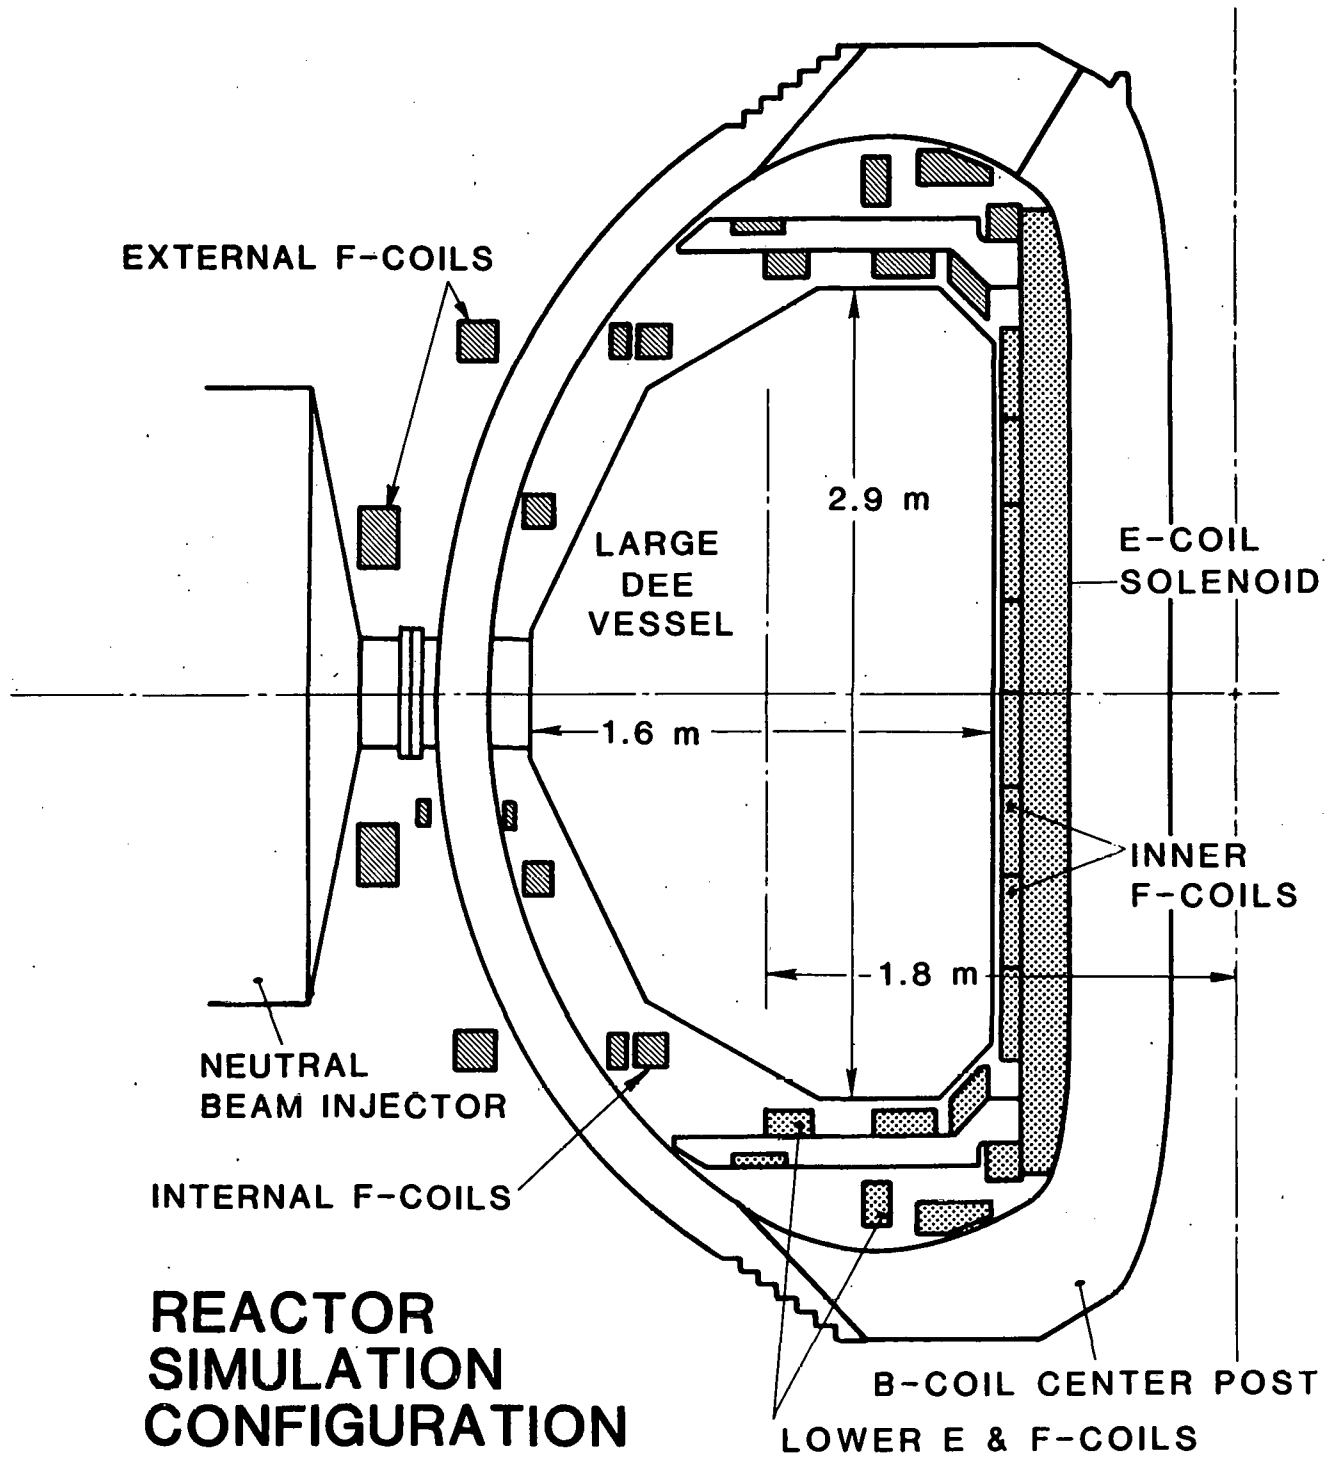 EXTERNAL F-COILS
2.9 m
LARGE
DEE
VESSEL
E-COIL
SOLENOID
1.6 m
INNER
F-COILS
1.8 m
NEUTRAL
BEAM INJECTOR
INTERNAL F-COILS
REACTOR
SIMULATION
CONFIGURATION
B-COIL CENTER POST
LOWER E & F-COILS